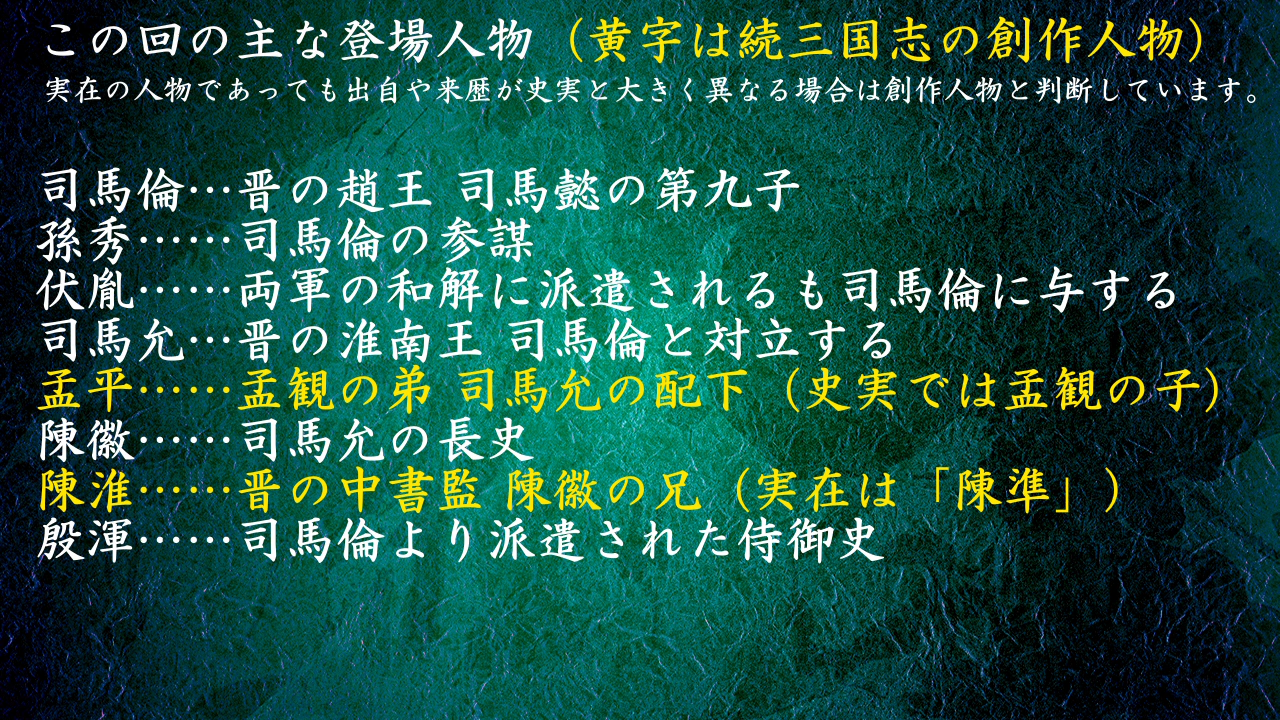 この回の主な登場人物（黄字は続三国志の創作人物）
実在の人物であっても出自や来歴が史実と大きく異なる場合は創作人物と判断しています。
司馬倫…晋の趙王 司馬懿の第九子
孫秀……司馬倫の参謀
伏胤……両軍の和解に派遣されるも司馬倫に与する
司馬允…晋の淮南王 司馬倫と対立する
孟平……孟観の弟 司馬允の配下（史実では孟観の子）
陳徽……司馬允の長史
陳淮……晋の中書監 陳徽の兄（実在は「陳準」）
殷渾……司馬倫より派遣された侍御史